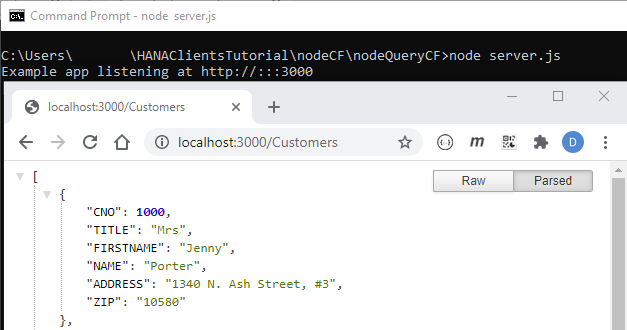 Command Prompt - node server.js
C:\Users\ \HANAClientsTutorial\nodeCF\nodeQueryCF>node server.js
Example app listening at http://:::3000
localhost:3000/Customers
localhost:3000/Customers
m
D
Raw Parsed
[
{
"CNO": 1000,
"TITLE": "Mrs",
"FIRSTNAME": "Jenny",
"NAME": "Porter",
"ADDRESS": "1340 N. Ash Street, #3",
"ZIP": "10580"
},